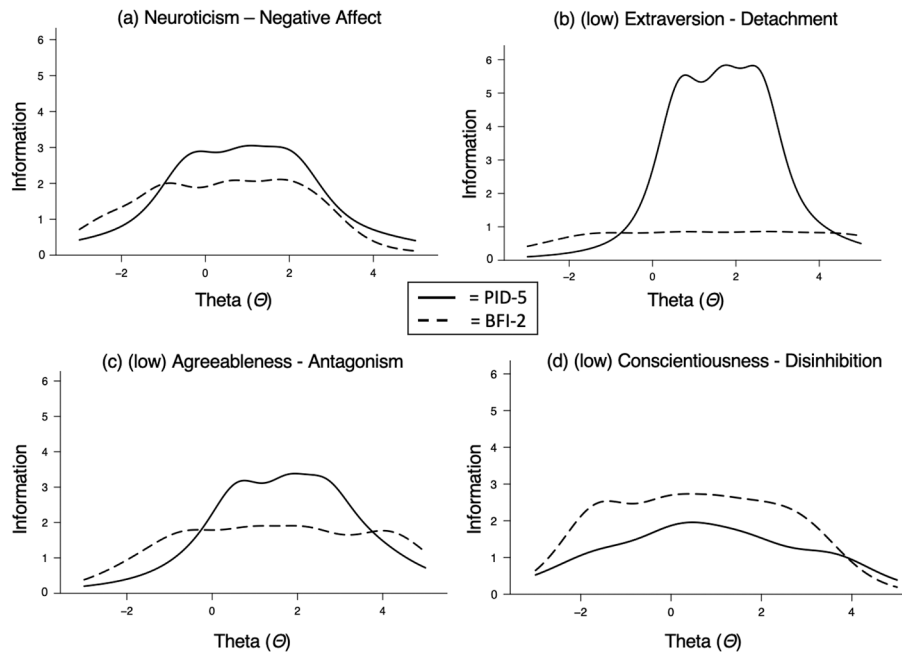 (a) Neuroticism – Negative Affect
6
5
4
3
2
1
0
Information
−2 0 2 4
Theta (Θ)
(b) (low) Extraversion - Detachment
6
5
4
3
2
1
0
Information
−2 0 2 4
Theta (Θ)
= PID-5
= BFI-2
(c) (low) Agreeableness - Antagonism
6
5
4
3
2
1
0
Information
−2 0 2 4
Theta (Θ)
(d) (low) Conscientiousness - Disinhibition
6
5
4
3
2
1
0
Information
−2 0 2 4
Theta (Θ)